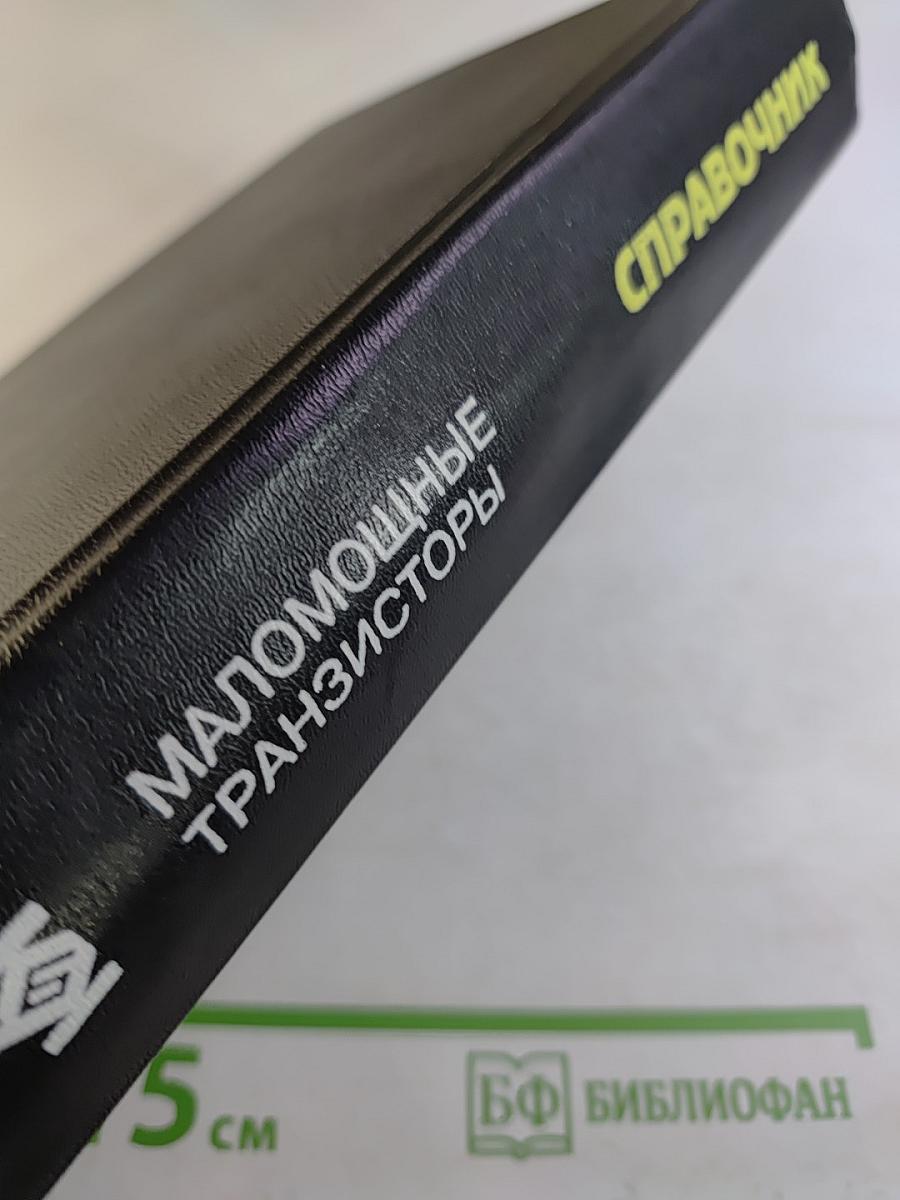 СПРАВОЧНИК
МАЛОМОЩНЫЕ
ТРАНЗИСТОРЫ
5 см
БФ БИБЛИОФАН